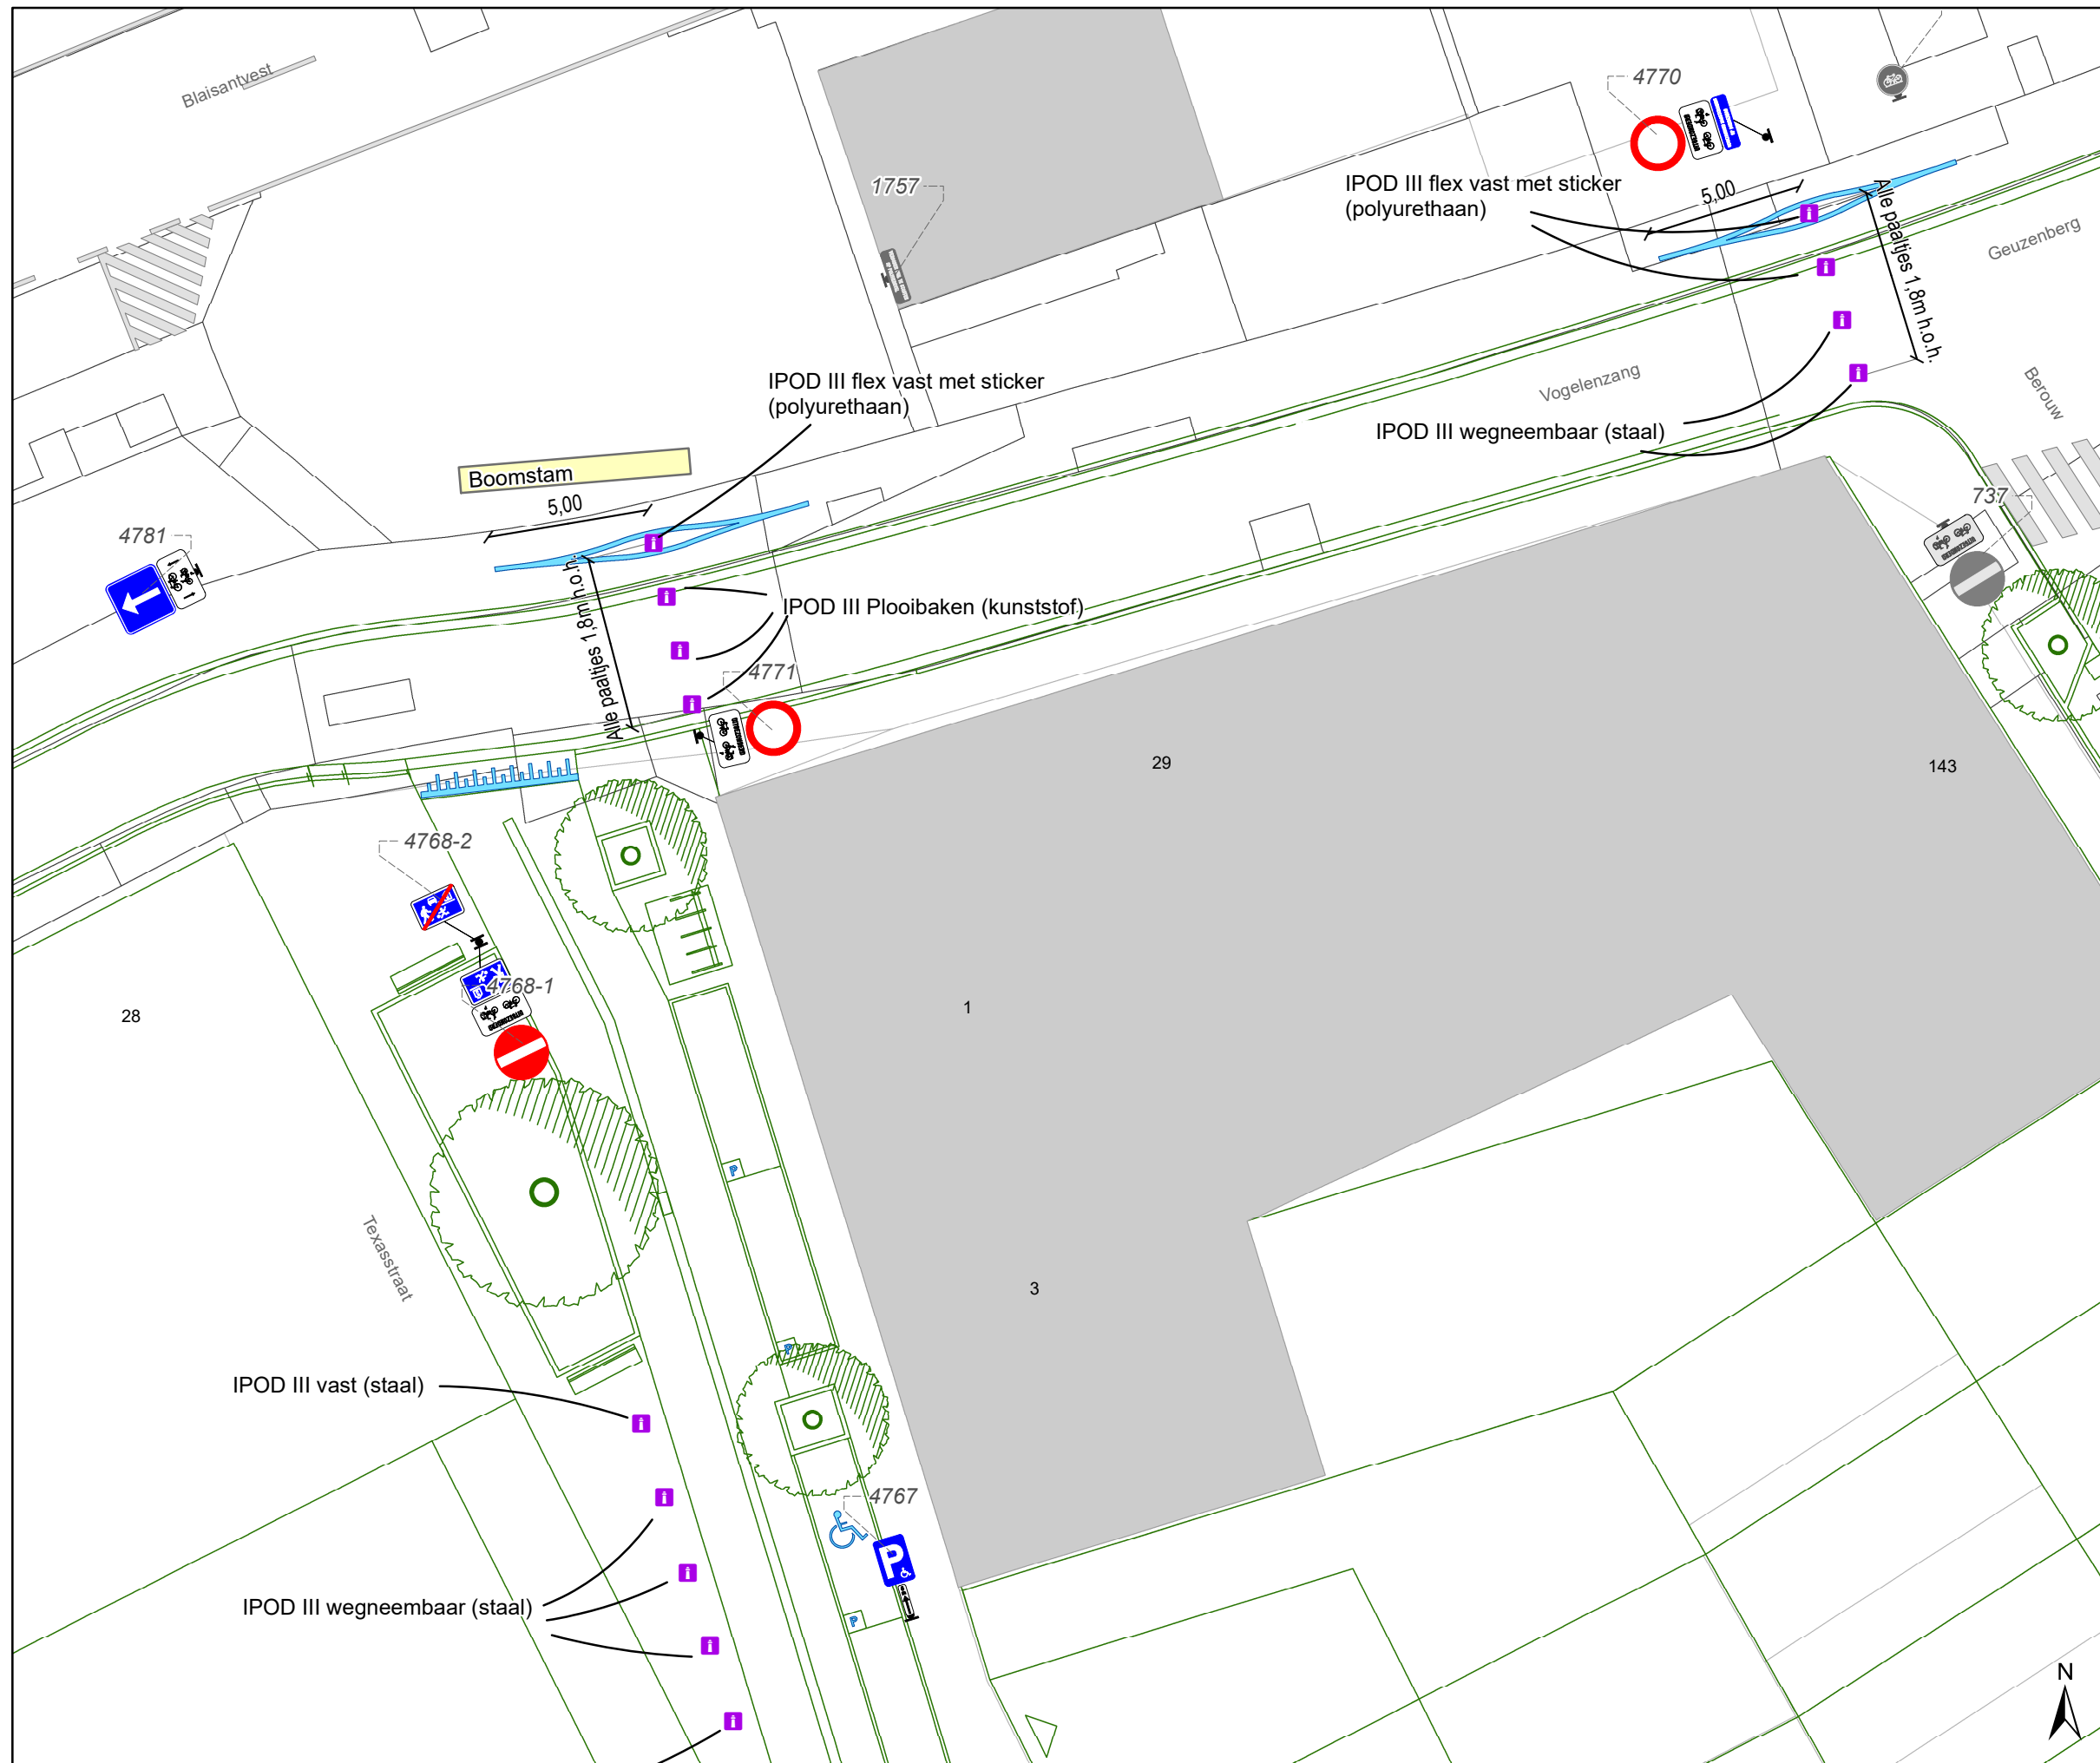 Blaisantvest
4770
1757
IPOD III flex vast met sticker
(polyurethaan)
5,00
Alle paaltjes 1,8m h.o.h.
Geuzenberg
Vogelenzang
Berouw
IPOD III flex vast met sticker
(polyurethaan)
IPOD III wegneembaar (staal)
Boomstam
5,00
737
4781
IPOD III Plooibaken (kunststof)
Alle paaltjes 1,8m h.o.h.
4771
29
143
4768-2
4768-1
28
1
Texasstraat
P
3
P
IPOD III vast (staal)
4767
P
IPOD III wegneembaar (staal)
P
N